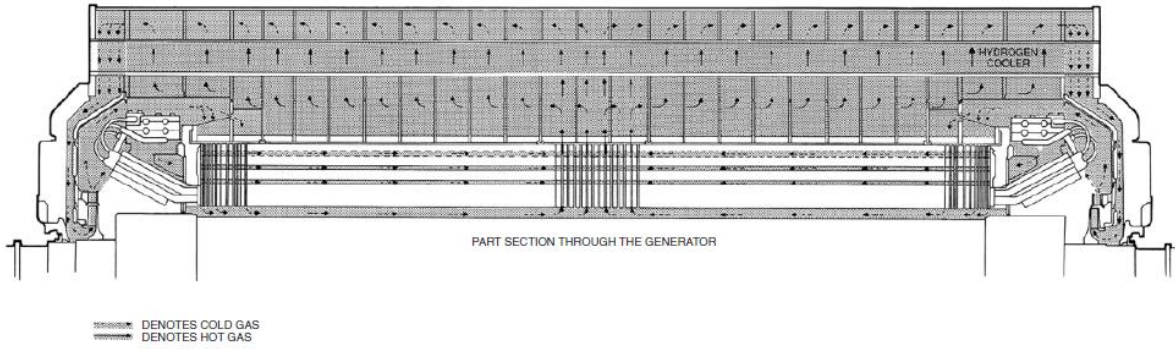 HYDROGEN
COOLER
PART SECTION THROUGH THE GENERATOR
DENOTES COLD GAS
DENOTES HOT GAS